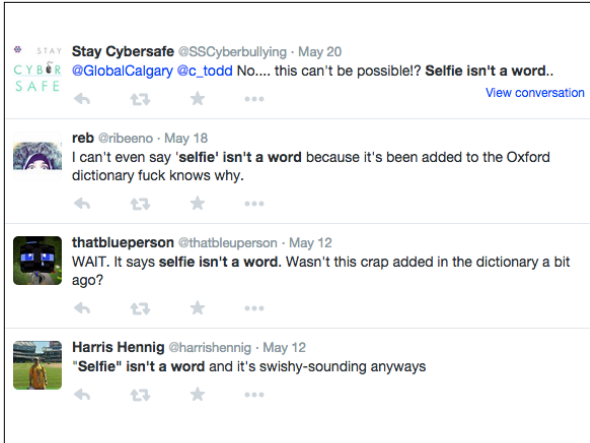 STAY
CYBER
SAFE
Stay Cybersafe @SSCyberbullying · May 20
@GlobalCalgary @c_todd No.... this can't be possible!? Selfie isn't a word..
View conversation
reb @ribeeno · May 18
I can't even say 'selfie' isn't a word because it's been added to the Oxford
dictionary fuck knows why.
thatblueperson @thatbleuperson · May 12
WAIT. It says selfie isn't a word. Wasn't this crap added in the dictionary a bit
ago?
Harris Hennig @harrishennig · May 12
"Selfie" isn't a word and it's swishy-sounding anyways